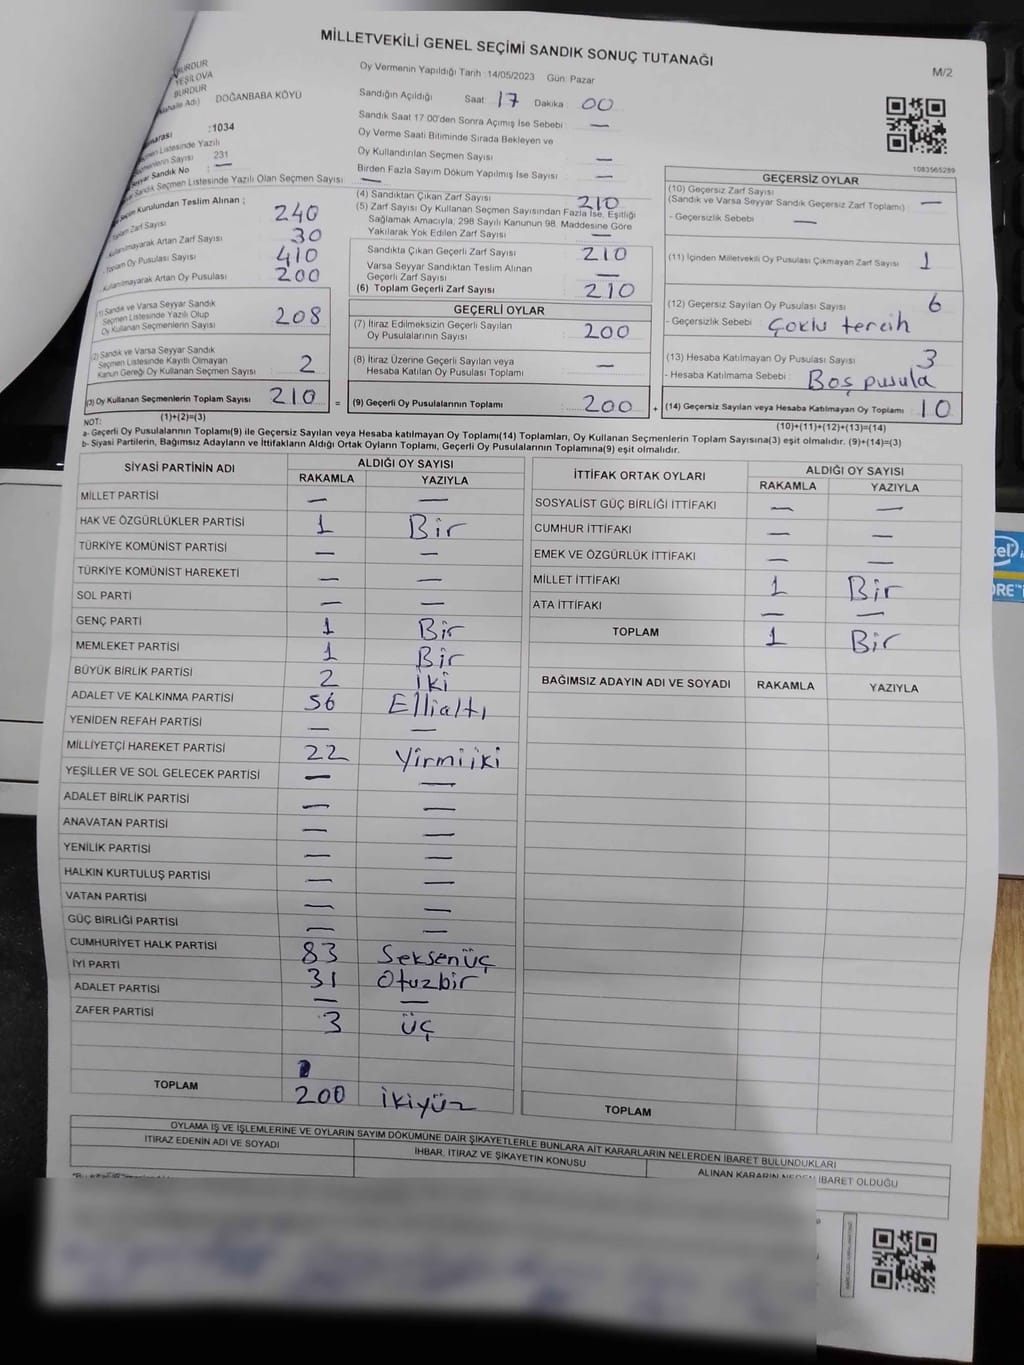 MİLLETVEKİLİ GENEL SEÇİMİ SANDIK SONUÇ TUTANAĞI
M/2
BURDUR
YEŞİLOVA
BURDUR
DOĞANBABA KÖYÜ
:1034
231
Oy Vermenin Yapıldığı Tarih :14/05/2023 Gün: Pazar
Sandığın Açıldığı Saat 17 Dakika 00
Sandık Saat 17:00'den Sonra Açımış İse Sebebi : —
Oy Verme Saati Bitiminde Sırada Bekleyen ve
Oy Kullandırılan Seçmen Sayısı —
Birden Fazla Sayım Döküm Yapılmış İse Sayısı : —
Seçmen Listesinde Yazılı Olan Seçmen Sayısı : —
Seçim Kurulundan Teslim Alınan ;
Toplam Zarf Sayısı 240
Kullanılmayarak Artan Zarf Sayısı 30
Toplam Oy Pusulası Sayısı 410
Kullanılmayarak Artan Oy Pusulası 200
(1) Sandık ve Varsa Seyyar Sandık
Seçmen Listesinde Yazılı Olup
Oy Kullanan Seçmenlerin Sayısı 208
(2) Sandık ve Varsa Seyyar Sandık
Seçmen Listesinde Kayıtlı Olmayan
Kanun Gereği Oy Kullanan Seçmen Sayısı 2
(3) Oy Kullanan Seçmenlerin Toplam Sayısı 210
(1)+(2)=(3)
(4) Sandıktan Çıkan Zarf Sayısı 210
(5) Zarf Sayısı Oy Kullanan Seçmen Sayısından Fazla İse, Eşitliği
Sağlamak Amacıyla, 298 Sayılı Kanunun 98. Maddesine Göre
Yakılarak Yok Edilen Zarf Sayısı —
Sandıkta Çıkan Geçerli Zarf Sayısı 210
Varsa Seyyar Sandıktan Teslim Alınan
Geçerli Zarf Sayısı —
(6) Toplam Geçerli Zarf Sayısı 210
GEÇERLİ OYLAR
(7) İtiraz Edilmeksizin Geçerli Sayılan
Oy Pusulalarının Sayısı 200
(8) İtiraz Üzerine Geçerli Sayılan veya
Hesaba Katılan Oy Pusulası Toplamı —
= (9) Geçerli Oy Pusulalarının Toplamı 200 +
1083565289
GEÇERSİZ OYLAR
(10) Geçersiz Zarf Sayısı
(Sandık ve Varsa Seyyar Sandık Geçersiz Zarf Toplamı) : —
- Geçersizlik Sebebi : —
(11) İçinden Milletvekili Oy Pusulası Çıkmayan Zarf Sayısı : 1
(12) Geçersiz Sayılan Oy Pusulası Sayısı 6
- Geçersizlik Sebebi : Çoklu tercih
(13) Hesaba Katılmayan Oy Pusulası Sayısı 3
- Hesaba Katılmama Sebebi : Boş pusula
(14) Geçersiz Sayılan veya Hesaba Katılmayan Oy Toplamı : 10
(10)+(11)+(12)+(13)=(14)
NOT:
a- Geçerli Oy Pusulalarının Toplamı(9) ile Geçersiz Sayılan veya Hesaba katılmayan Oy Toplamı(14) Toplamları, Oy Kullanan Seçmenlerin Toplam Sayısına(3) eşit olmalıdır. (9)+(14)=(3)
b- Siyasi Partilerin, Bağımsız Adayların ve İttifakların Aldığı Ortak Oyların Toplamı, Geçerli Oy Pusulalarının Toplamına(9) eşit olmalıdır.
SİYASİ PARTİNİN ADI ALDIĞI OY SAYISI
RAKAMLA YAZIYLA
MİLLET PARTİSİ — —
HAK VE ÖZGÜRLÜKLER PARTİSİ 1 Bir
TÜRKİYE KOMÜNİST PARTİSİ — —
TÜRKİYE KOMÜNİST HAREKETİ — —
SOL PARTİ — —
GENÇ PARTİ 1 Bir
MEMLEKET PARTİSİ 1 Bir
BÜYÜK BİRLİK PARTİSİ 2 iki
ADALET VE KALKINMA PARTİSİ 56 Ellialtı
YENİDEN REFAH PARTİSİ — —
MİLLİYETÇİ HAREKET PARTİSİ 22 Yirmiiki
YEŞİLLER VE SOL GELECEK PARTİSİ — —
ADALET BİRLİK PARTİSİ — —
ANAVATAN PARTİSİ — —
YENİLİK PARTİSİ — —
HALKIN KURTULUŞ PARTİSİ — —
VATAN PARTİSİ — —
GÜÇ BİRLİĞİ PARTİSİ — —
CUMHURİYET HALK PARTİSİ 83 Seksenüç
İYİ PARTİ 31 Otuzbir
ADALET PARTİSİ — —
ZAFER PARTİSİ 3 üç
TOPLAM 200 ikiyüz
İTTİFAK ORTAK OYLARI ALDIĞI OY SAYISI
RAKAMLA YAZIYLA
SOSYALİST GÜÇ BİRLİĞİ İTTİFAKI — —
CUMHUR İTTİFAKI — —
EMEK VE ÖZGÜRLÜK İTTİFAKI — —
MİLLET İTTİFAKI 1 Bir
ATA İTTİFAKI — —
TOPLAM 1 Bir
BAĞIMSIZ ADAYIN ADI VE SOYADI RAKAMLA YAZIYLA
TOPLAM
OYLAMA İŞ VE İŞLEMLERİNE VE OYLARIN SAYIM DÖKÜMÜNE DAİR ŞİKAYETLERLE BUNLARA AİT KARARLARIN NELERDEN İBARET BULUNDUKLARI
İTİRAZ EDENİN ADI VE SOYADI İHBAR, İTİRAZ VE ŞİKAYETİN KONUSU ALINAN KARARIN NEDEN İBARET OLDUĞU